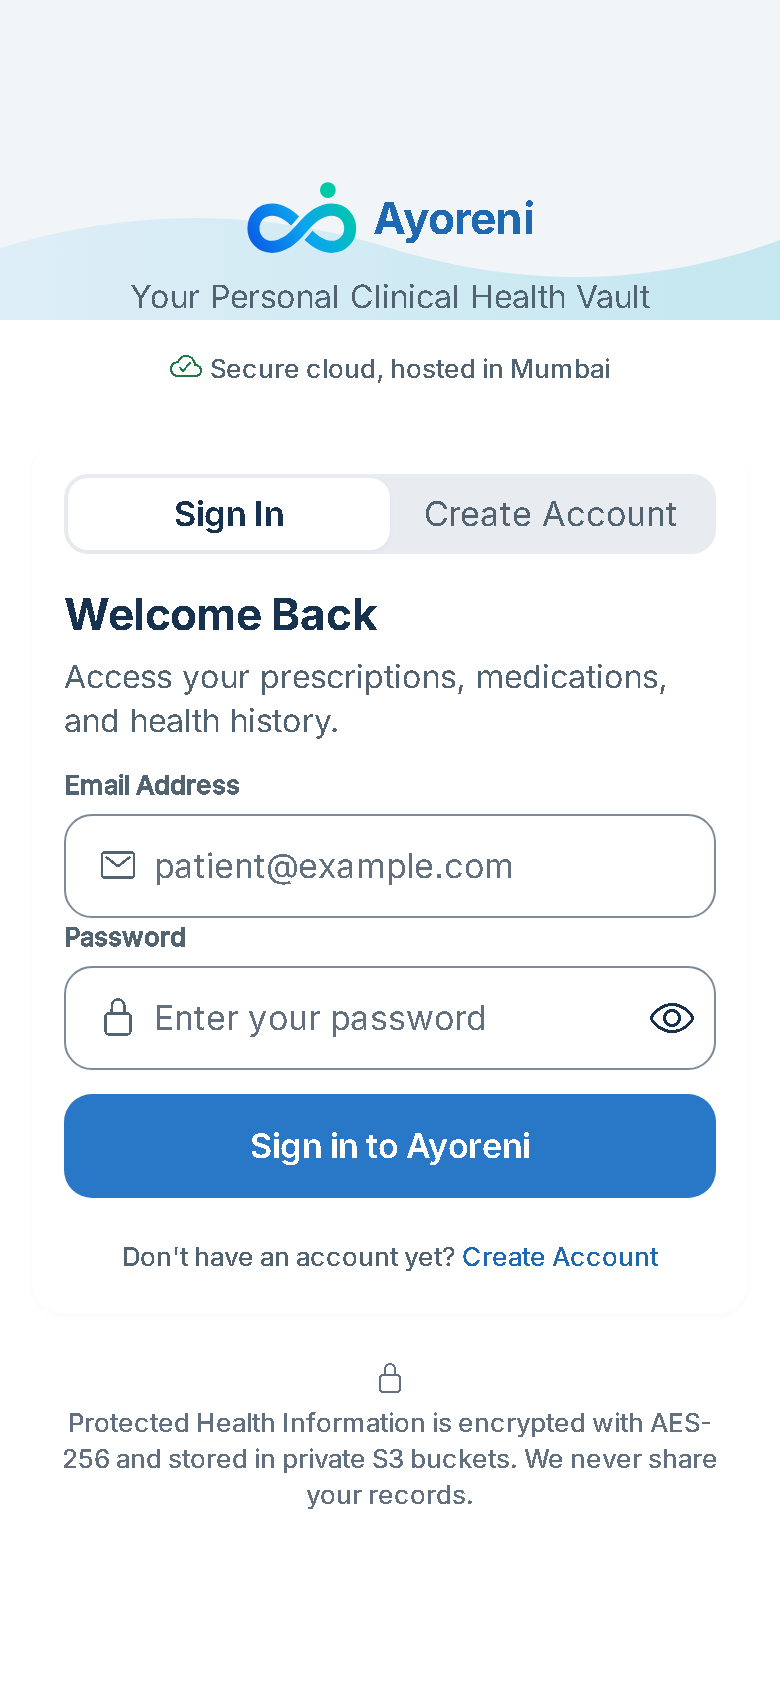 Ayoreni
Your Personal Clinical Health Vault
Secure cloud, hosted in Mumbai
Sign In
Create Account
Welcome Back
Access your prescriptions, medications,
and health history.
Email Address
patient@example.com
Password
Enter your password
Sign in to Ayoreni
Don't have an account yet? Create Account
Protected Health Information is encrypted with AES-
256 and stored in private S3 buckets. We never share
your records.